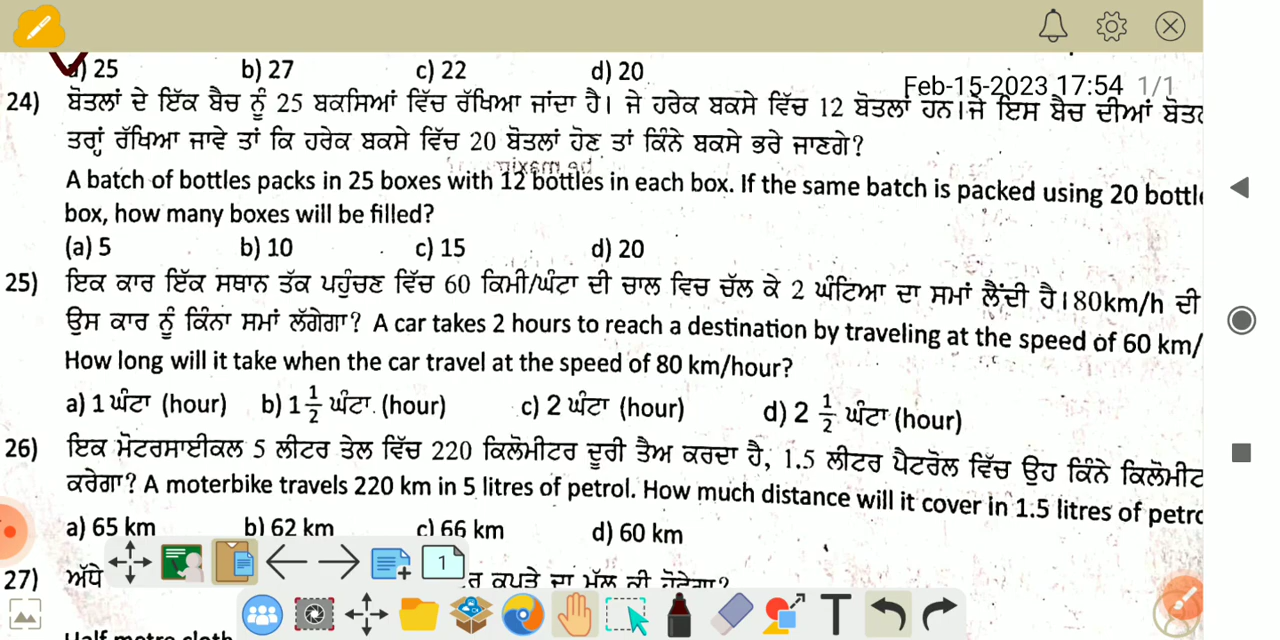 a) 25 b) 27 c) 22 d) 20
Feb-15-2023 17:54 1/1
24) ਬੋਤਲਾਂ ਦੇ ਇੱਕ ਬੈਚ ਨੂੰ 25 ਬਕਸਿਆਂ ਵਿੱਚ ਰੱਖਿਆ ਜਾਂਦਾ ਹੈ। ਜੇ ਹਰੇਕ ਬਕਸੇ ਵਿੱਚ 12 ਬੋਤਲਾਂ ਹਨ।ਜੇ ਇਸ ਬੈਚ ਦੀਆਂ
ਤਰ੍ਹਾਂ ਰੱਖਿਆ ਜਾਵੇ ਤਾਂ ਕਿ ਹਰੇਕ ਬਕਸੇ ਵਿੱਚ 20 ਬੋਤਲਾਂ ਹੋਣ ਤਾਂ ਕਿੰਨੇ ਬਕਸੇ ਭਰੇ ਜਾਣਗੇ?
A batch of bottles packs in 25 boxes with 12 bottles in each box. If the same batch is packed using 20
box, how many boxes will be filled?
(a) 5 b) 10 c) 15 d) 20
25) ਇਕ ਕਾਰ ਇੱਕ ਸਥਾਨ ਤੱਕ ਪਹੁੰਚਣ ਵਿੱਚ 60 ਕਿਮੀ/ਘੰਟਾ ਦੀ ਚਾਲ ਵਿਚ ਚੱਲ ਕੇ 2 ਘੰਟਿਆ ਦਾ ਸਮਾਂ ਲੈਂਦੀ ਹੈ।80km/h ਦੀ
ਉਸ ਕਾਰ ਨੂੰ ਕਿੰਨਾ ਸਮਾਂ ਲੱਗੇਗਾ? A car takes 2 hours to reach a destination by traveling at the speed of 60 km/
How long will it take when the car travel at the speed of 80 km/hour?
a) 1 ਘੰਟਾ (hour) b) 1 1/2 ਘੰਟਾ. (hour) c) 2 ਘੰਟਾ (hour) d) 2 1/2 ਘੰਟਾ (hour)
26) ਇਕ ਮੋਟਰਸਾਈਕਲ 5 ਲੀਟਰ ਤੇਲ ਵਿੱਚ 220 ਕਿਲੋਮੀਟਰ ਦੂਰੀ ਤੈਅ ਕਰਦਾ ਹੈ, 1.5 ਲੀਟਰ ਪੈਟਰੋਲ ਵਿੱਚ ਉਹ ਕਿੰਨੇ
ਕਰੇਗਾ? A moterbike travels 220 km in 5 litres of petrol. How much distance will it cover in 1.5 litres of
a) 65 km b) 62 km c) 66 km d) 60 km
1
27) ਅੱਧੇ ਕਪੜੇ ਦਾ ਮੁੱਲ ਕੀ ਹੋਵੇਗਾ?
Half metre cloth
T